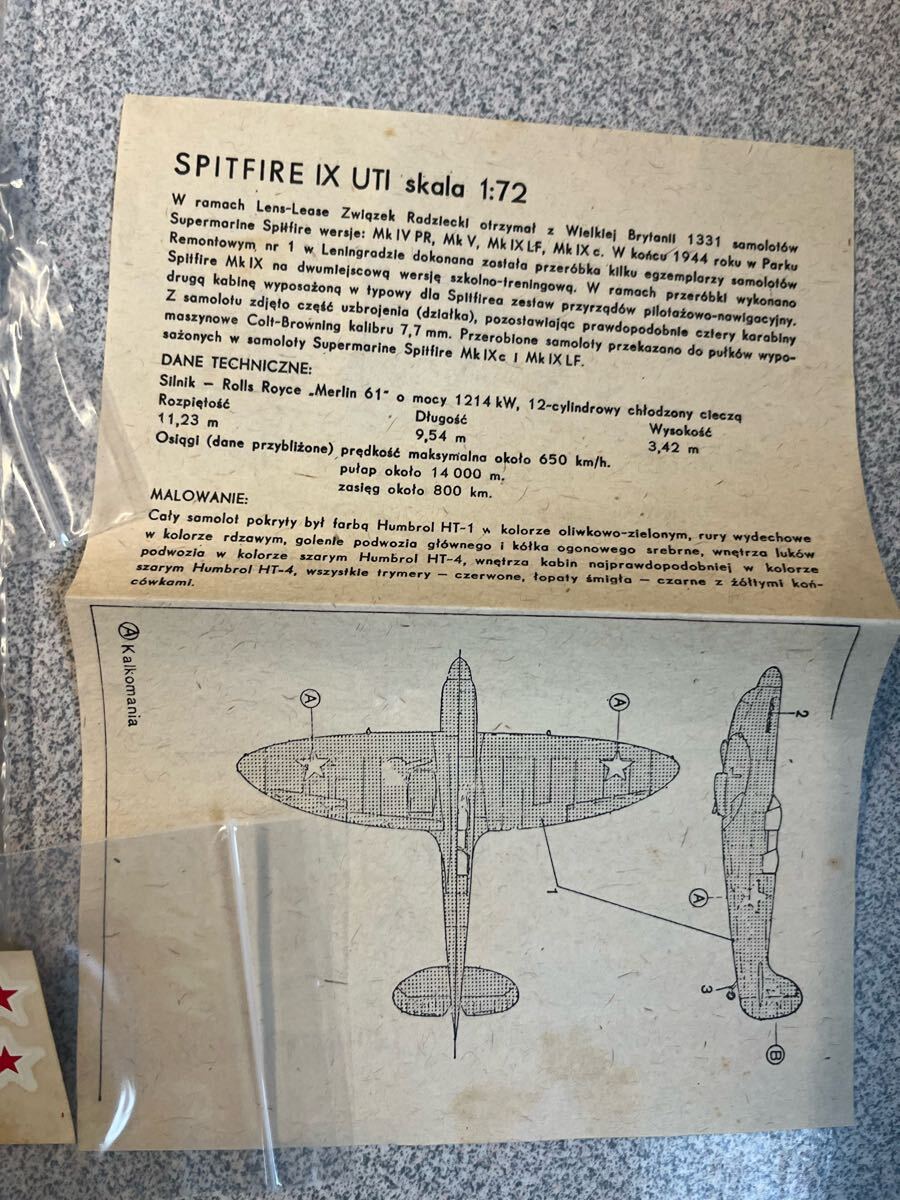 SPITFIRE IX UTI skala 1:72
W ramach Lens-Lease Związek Radziecki otrzymał z Wielkiej Brytanii 1331 samolotów
Supermarine Spitfire wersje: Mk IV PR, Mk V, Mk IX LF, Mk IX c. W końcu 1944 roku w Parku
Remontowym nr 1 w Leningradzie dokonana została przeróbka kilku egzemplarzy samolotów
Spitfire Mk IX na dwumiejscową wersję szkolno-treningową. W ramach przeróbki wykonano
drugą kabinę wyposażoną w typowy dla Spitfirea zestaw przyrządów pilotażowo-nawigacyjny.
Z samolotu zdjęto część uzbrojenia (działka), pozostawiając prawdopodobnie cztery karabiny
maszynowe Colt-Browning kalibru 7,7 mm. Przerobione samoloty przekazano do pułków wypo-
sażonych w samoloty Supermarine Spitfire Mk IXc i Mk IX LF.
DANE TECHNICZNE:
Silnik – Rolls Royce „Merlin 61" o mocy 1214 kW, 12-cylindrowy chłodzony cieczą
Rozpiętość Długość Wysokość
11,23 m 9,54 m 3,42 m
Osiągi (dane przybliżone) prędkość maksymalna około 650 km/h.
pułap około 14 000 m.
zasięg około 800 km.
MALOWANIE:
Cały samolot pokryty był farbą Humbrol HT-1 w kolorze oliwkowo-zielonym, rury wydechowe
w kolorze rdzawym, golenie podwozia głównego i kółka ogonowego srebrne, wnętrza luków
podwozia w kolorze szarym Humbrol HT-4, wnętrza kabin najprawdopodobniej w kolorze
szarym Humbrol HT-4, wszystkie trymery – czerwone, łopaty śmigła – czarne z żółtymi koń-
cówkami.
A Kalkomania
A
A
2
1
A
3
B